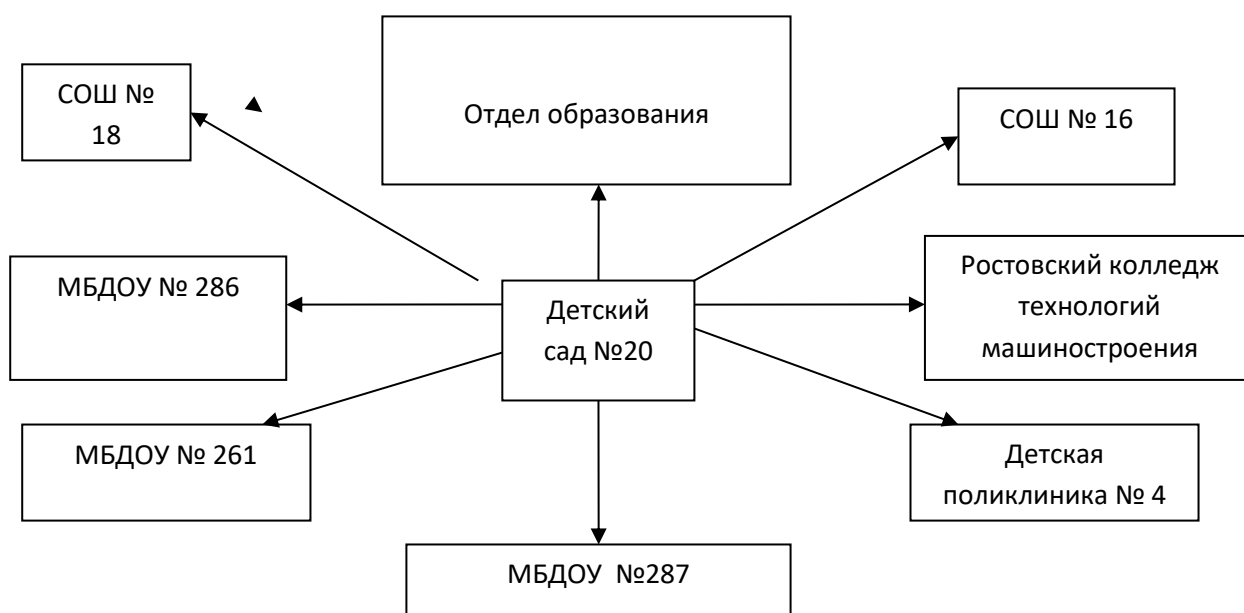 СОШ №
18
Отдел образования
СОШ № 16
МБДОУ № 286
Детский
сад №20
Ростовский колледж
технологий
машиностроения
МБДОУ № 261
Детская
поликлиника № 4
МБДОУ №287